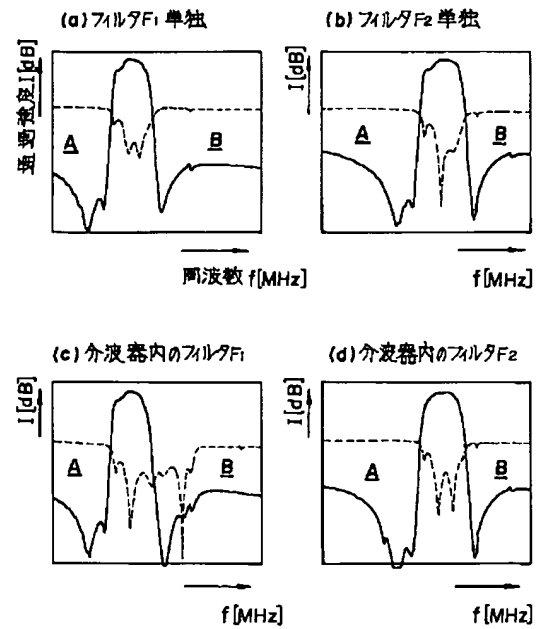 (a) フィルタF1 単独
通過強度 I[dB]
A
B
周波数 f[MHz]
(b) フィルタF2 単独
I[dB]
A
B
f[MHz]
(c) 分波器内のフィルタF1
I[dB]
A
B
f[MHz]
(d) 分波器内のフィルタF2
I[dB]
A
B
f[MHz]